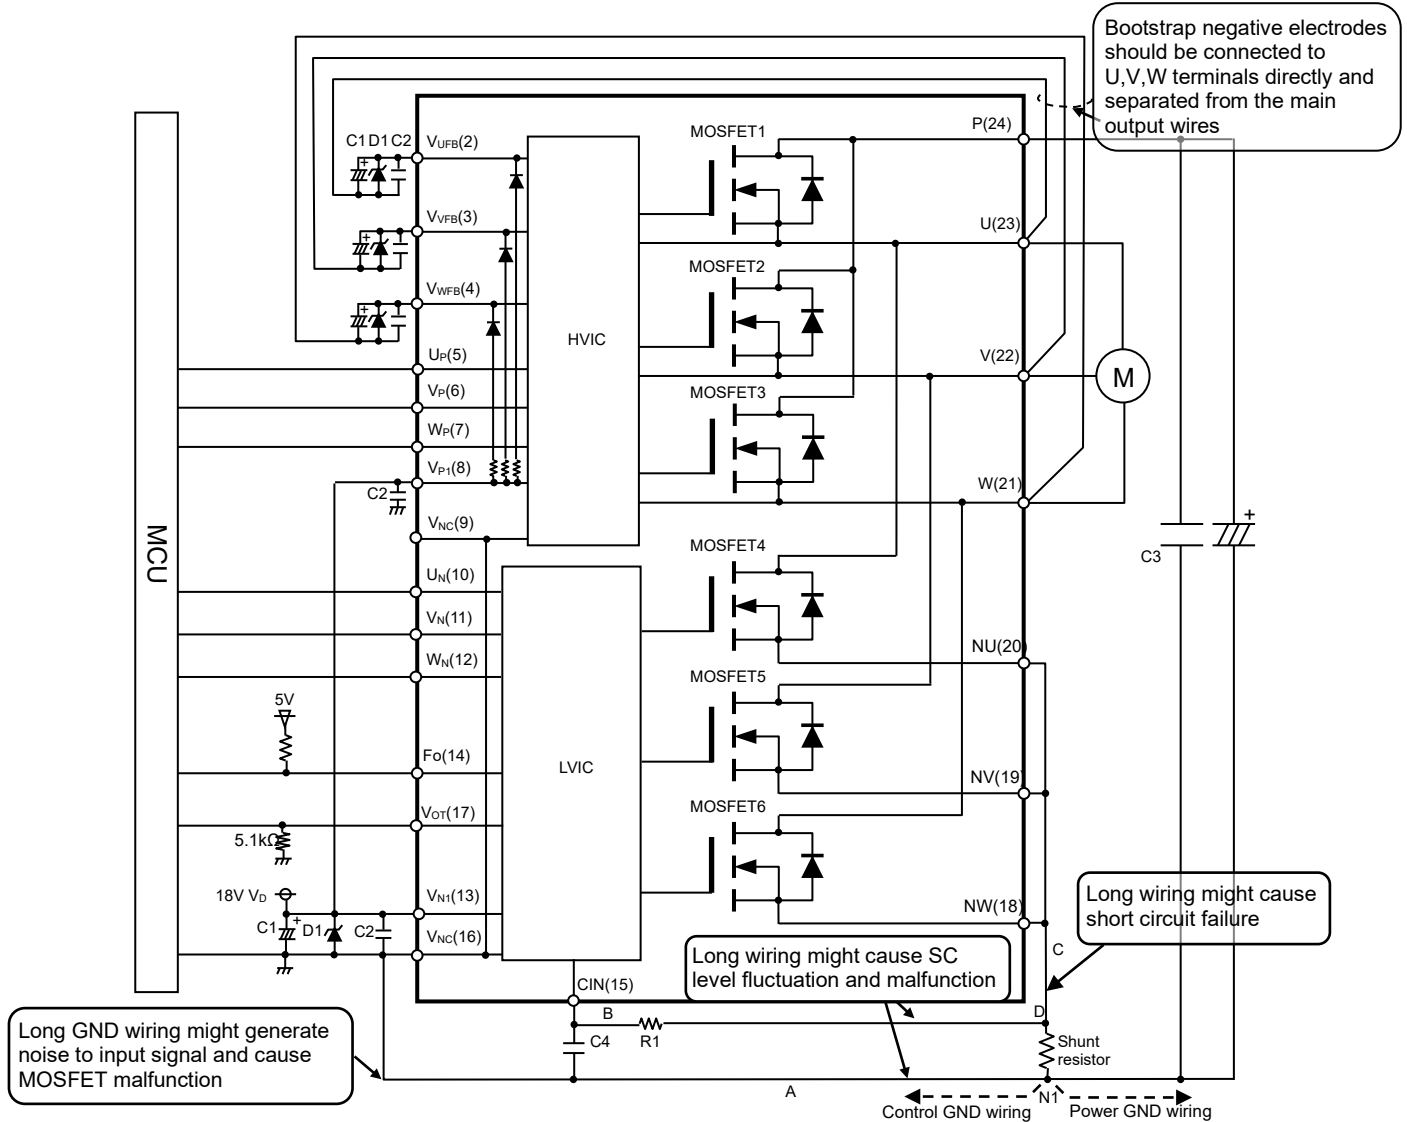 Bootstrap negative electrodes
should be connected to
U,V,W terminals directly and
separated from the main
output wires
P(24)
MOSFET1
C1 D1 C2
VUFB(2)
VVFB(3)
U(23)
MOSFET2
VWFB(4)
HVIC
UP(5)
V(22)
M
VP(6)
MOSFET3
WP(7)
VP1(8)
C2
W(21)
VNC(9)
+
C3
MCU
MOSFET4
UN(10)
VN(11)
WN(12)
NU(20)
MOSFET5
5V
Fo(14)
LVIC
NV(19)
VOT(17)
MOSFET6
5.1kΩ
18V VD
VN1(13)
NW(18)
Long wiring might cause
short circuit failure
C1 + D1 C2
VNC(16)
Long wiring might cause SC
level fluctuation and malfunction
C
CIN(15)
B
D
R1
C4
Shunt
resistor
Long GND wiring might generate
noise to input signal and cause
MOSFET malfunction
A
N1
Control GND wiring
Power GND wiring